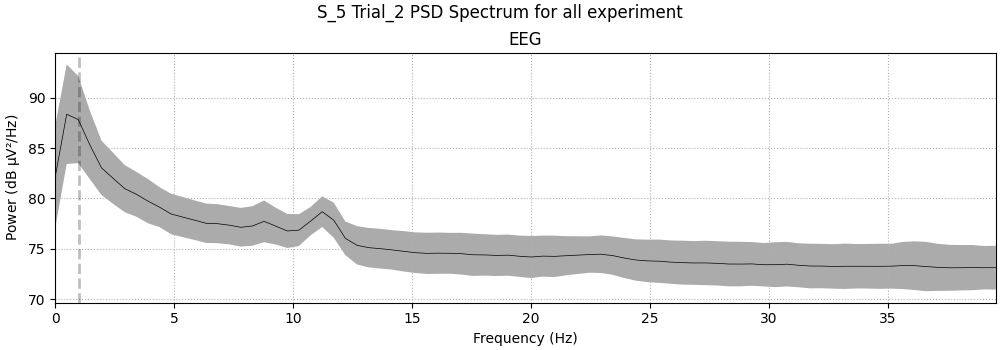 S_5 Trial_2 PSD Spectrum for all experiment
EEG
Power (dB µV²/Hz)
90
85
80
75
70
0 5 10 15 20 25 30 35
Frequency (Hz)